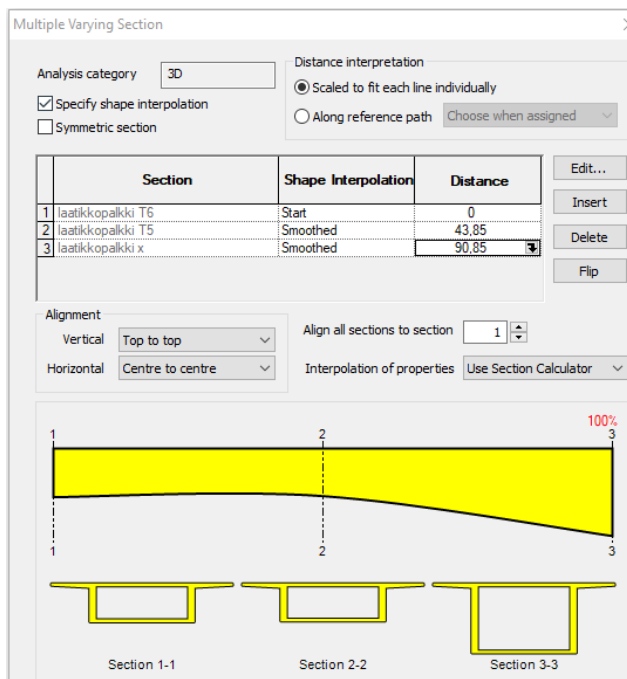 Multiple Varying Section
Analysis category 3D
Specify shape interpolation
Symmetric section
Distance interpretation
Scaled to fit each line individually
Along reference path Choose when assigned
Section Shape Interpolation Distance
1 laatikkopalkki T6 Start 0
2 laatikkopalkki T5 Smoothed 43,85
3 laatikkopalkki x Smoothed 90,85
Edit...
Insert
Delete
Flip
Alignment
Vertical Top to top
Horizontal Centre to centre
Align all sections to section 1
Interpolation of properties Use Section Calculator
100%
1 2 3
1 2 3
Section 1-1 Section 2-2 Section 3-3